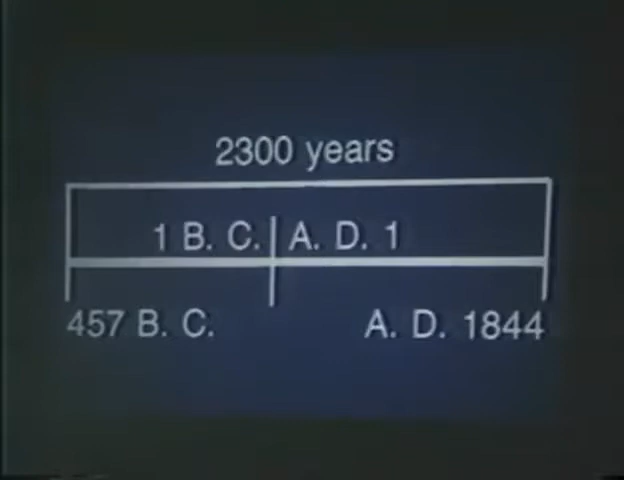 2300 years
1 B. C. A. D. 1
457 B. C. A. D. 1844